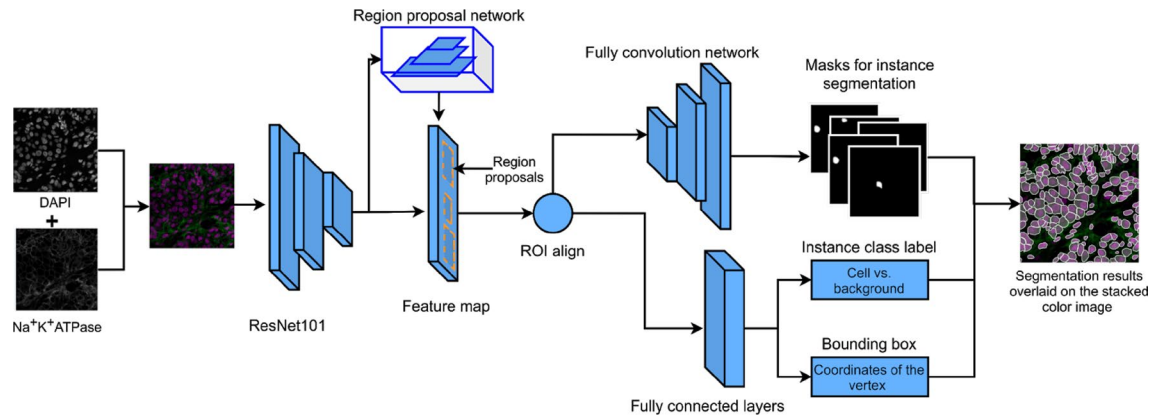 Region proposal network
Fully convolution network
Masks for instance
segmentation
DAPI
+
Na⁺K⁺ATPase
ResNet101
Region
proposals
Feature map
ROI align
Fully connected layers
Instance class label
Cell vs.
background
Bounding box
Coordinates of the
vertex
Segmentation results
overlaid on the stacked
color image